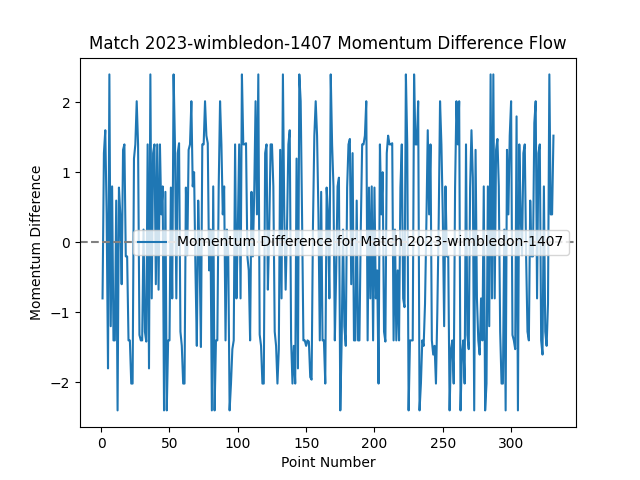 Match 2023-wimbledon-1407 Momentum Difference Flow
2
1
0
−1
−2
Momentum Difference
Momentum Difference for Match 2023-wimbledon-1407
0 50 100 150 200 250 300
Point Number